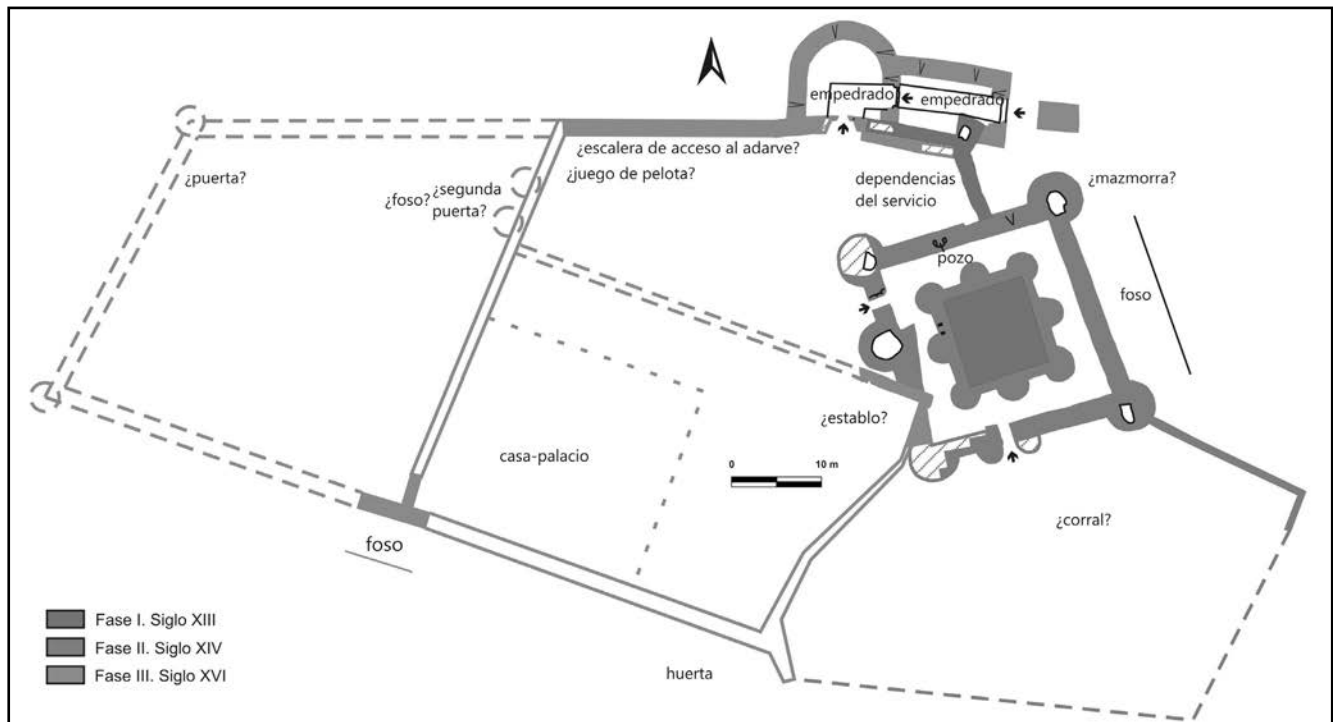 empedrado
empedrado
¿escalera de acceso al adarve?
¿juego de pelota?
¿puerta?
¿foso?
¿segunda
puerta?
dependencias
del servicio
¿mazmorra?
pozo
foso
¿establo?
casa-palacio
0 10 m
¿corral?
foso
huerta
Fase I. Siglo XIII
Fase II. Siglo XIV
Fase III. Siglo XVI